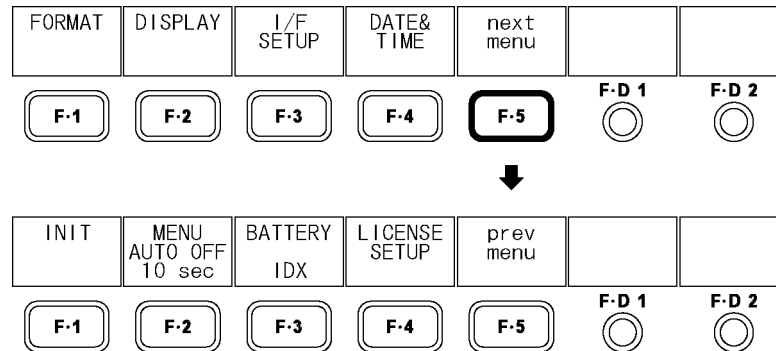 FORMAT DISPLAY I/F SETUP DATE& TIME next menu
F·1 F·2 F·3 F·4 F·5 F·D 1 F·D 2
INIT MENU AUTO OFF 10 sec BATTERY IDX LICENSE SETUP prev menu
F·1 F·2 F·3 F·4 F·5 F·D 1 F·D 2